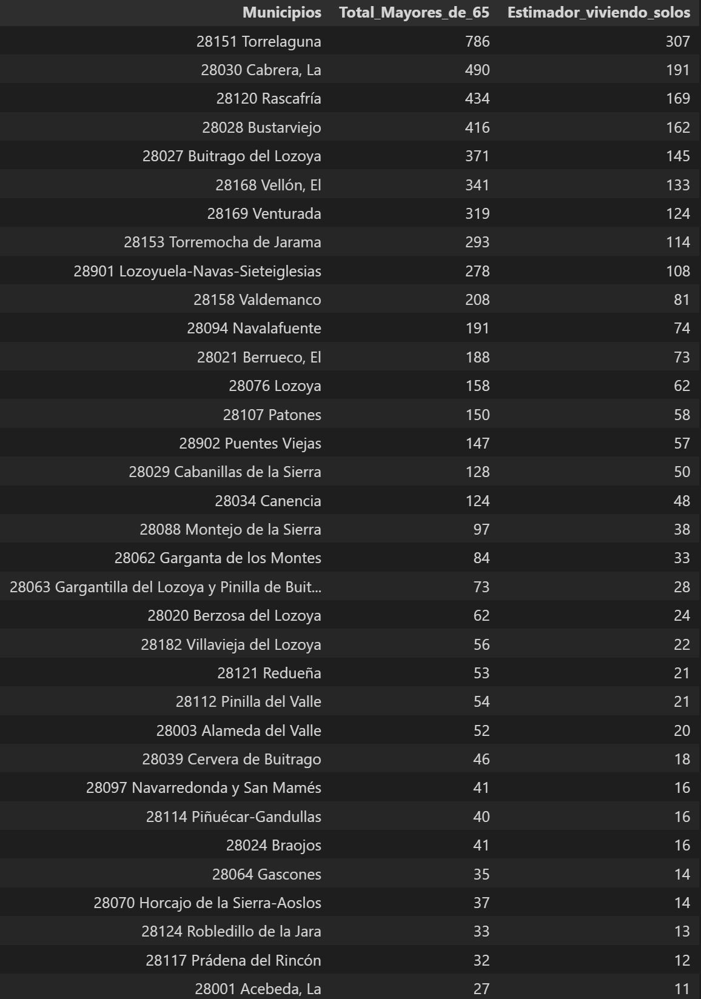 Municipios Total_Mayores_de_65 Estimador_viviendo_solos
28151 Torrelaguna 786 307
28030 Cabrera, La 490 191
28120 Rascafría 434 169
28028 Bustarviejo 416 162
28027 Buitrago del Lozoya 371 145
28168 Vellón, El 341 133
28169 Venturada 319 124
28153 Torremocha de Jarama 293 114
28901 Lozoyuela-Navas-Sieteiglesias 278 108
28158 Valdemanco 208 81
28094 Navalafuente 191 74
28021 Berrueco, El 188 73
28076 Lozoya 158 62
28107 Patones 150 58
28902 Puentes Viejas 147 57
28029 Cabanillas de la Sierra 128 50
28034 Canencia 124 48
28088 Montejo de la Sierra 97 38
28062 Garganta de los Montes 84 33
28063 Gargantilla del Lozoya y Pinilla de Buit... 73 28
28020 Berzosa del Lozoya 62 24
28182 Villavieja del Lozoya 56 22
28121 Redueña 53 21
28112 Pinilla del Valle 54 21
28003 Alameda del Valle 52 20
28039 Cervera de Buitrago 46 18
28097 Navarredonda y San Mamés 41 16
28114 Piñuécar-Gandullas 40 16
28024 Braojos 41 16
28064 Gascones 35 14
28070 Horcajo de la Sierra-Aoslos 37 14
28124 Robledillo de la Jara 33 13
28117 Prádena del Rincón 32 12
28001 Acebeda, La 27 11